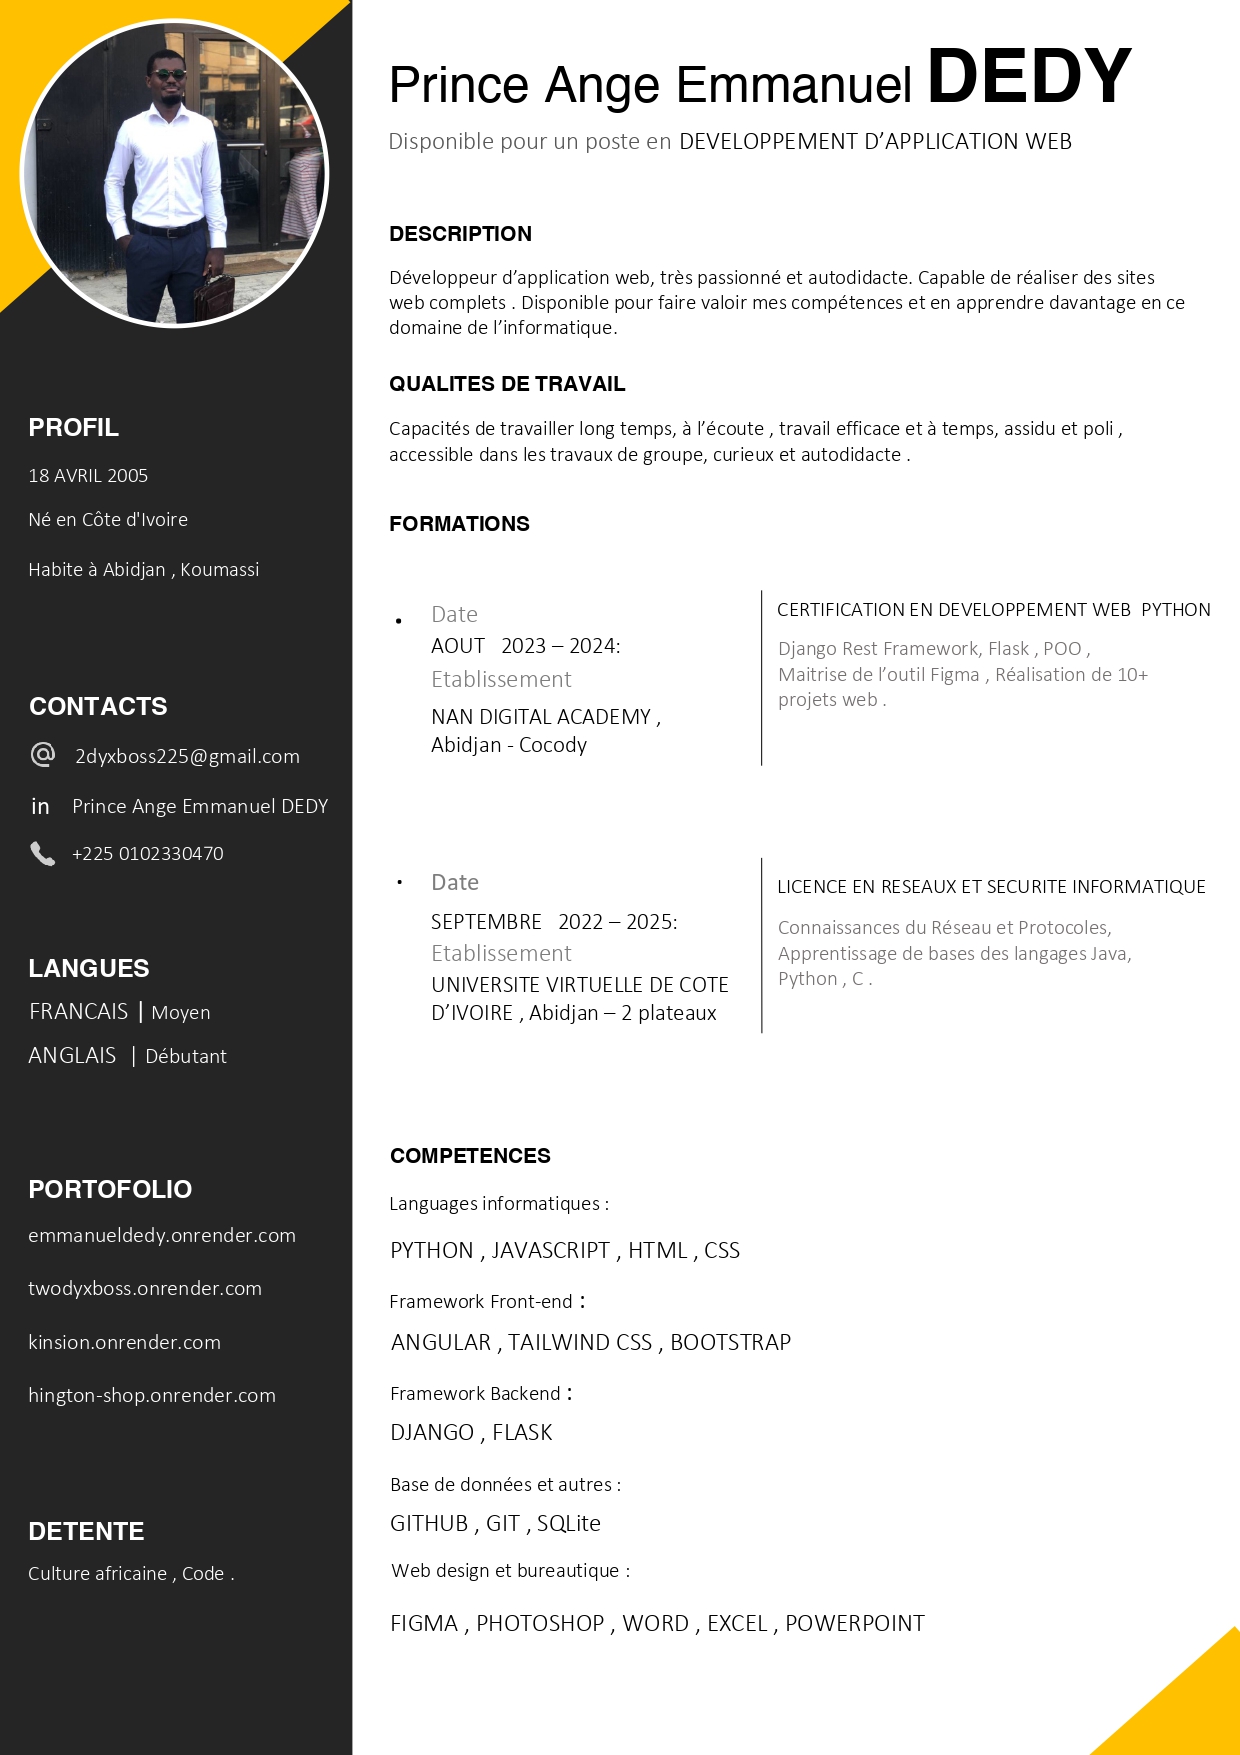 Prince Ange Emmanuel DEDY
Disponible pour un poste en DEVELOPPEMENT D’APPLICATION WEB
PROFIL
18 AVRIL 2005
Né en Côte d'Ivoire
Habite à Abidjan , Koumassi
CONTACTS
@ 2dyxboss225@gmail.com
in Prince Ange Emmanuel DEDY
+225 0102330470
LANGUES
FRANCAIS | Moyen
ANGLAIS | Débutant
PORTOFOLIO
emmanueldedy.onrender.com
twodyxboss.onrender.com
kinsion.onrender.com
hington-shop.onrender.com
DETENTE
Culture africaine , Code .
DESCRIPTION
Développeur d’application web, très passionné et autodidacte. Capable de réaliser des sites
web complets . Disponible pour faire valoir mes compétences et en apprendre davantage en ce
domaine de l’informatique.
QUALITES DE TRAVAIL
Capacités de travailler long temps, à l’écoute , travail efficace et à temps, assidu et poli ,
accessible dans les travaux de groupe, curieux et autodidacte .
FORMATIONS
Date
AOUT 2023 – 2024:
Etablissement
NAN DIGITAL ACADEMY ,
Abidjan - Cocody
CERTIFICATION EN DEVELOPPEMENT WEB PYTHON
Django Rest Framework, Flask , POO ,
Maitrise de l’outil Figma , Réalisation de 10+
projets web .
Date
SEPTEMBRE 2022 – 2025:
Etablissement
UNIVERSITE VIRTUELLE DE COTE
D’IVOIRE , Abidjan – 2 plateaux
LICENCE EN RESEAUX ET SECURITE INFORMATIQUE
Connaissances du Réseau et Protocoles,
Apprentissage de bases des langages Java,
Python , C .
COMPETENCES
Languages informatiques :
PYTHON , JAVASCRIPT , HTML , CSS
Framework Front-end :
ANGULAR , TAILWIND CSS , BOOTSTRAP
Framework Backend :
DJANGO , FLASK
Base de données et autres :
GITHUB , GIT , SQLite
Web design et bureautique :
FIGMA , PHOTOSHOP , WORD , EXCEL , POWERPOINT